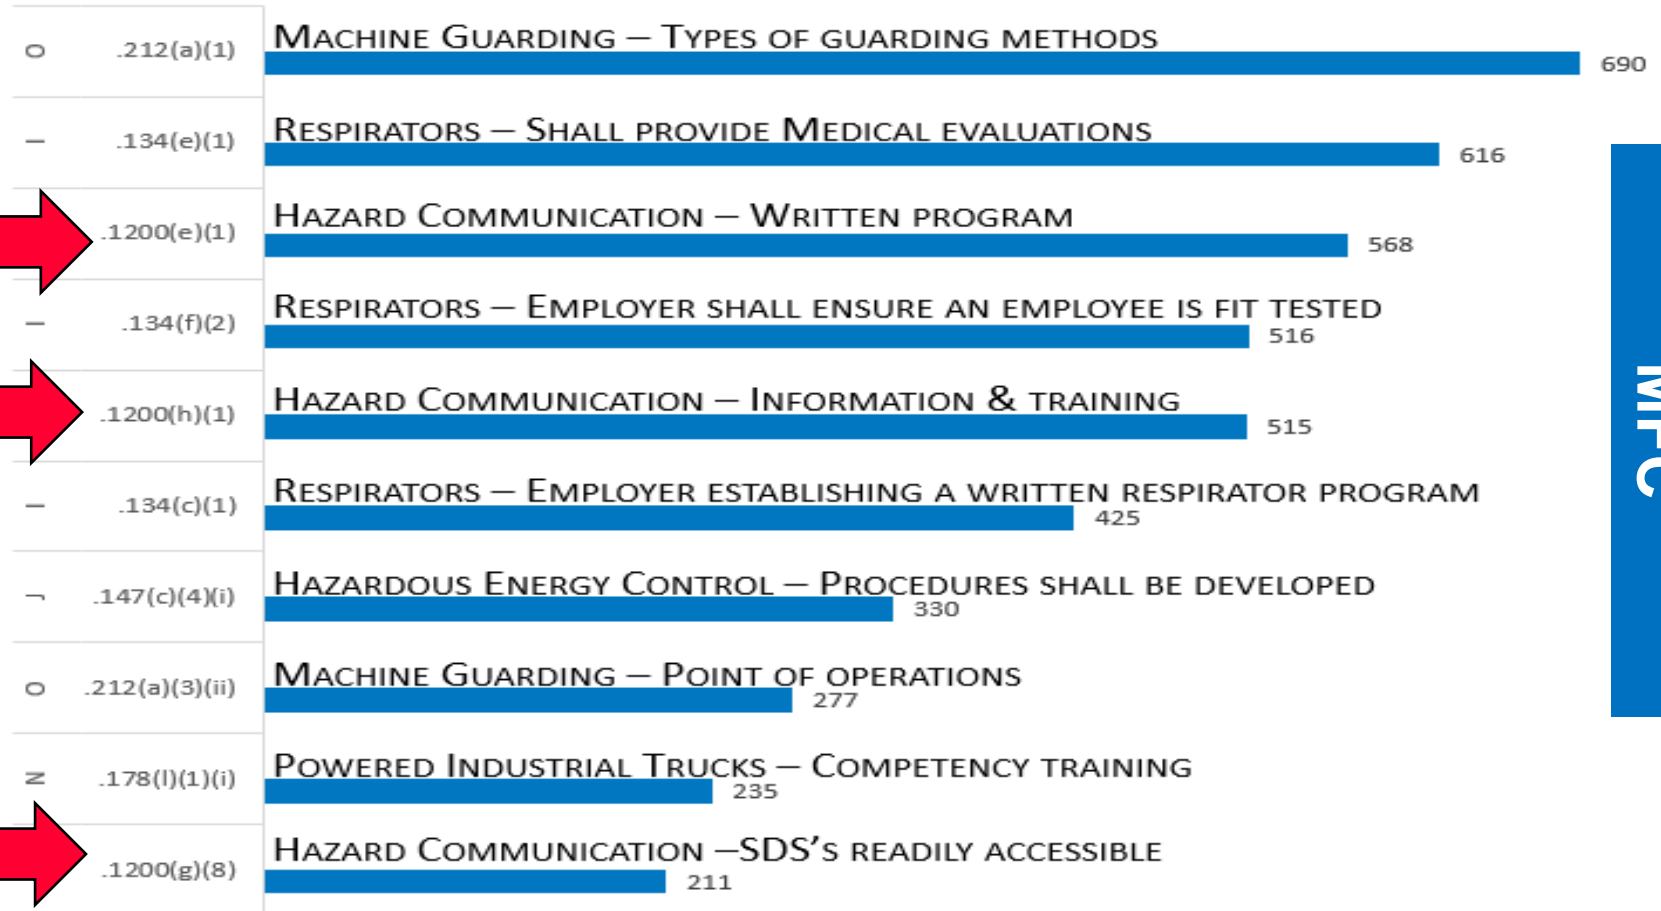 O .212(a)(1) MACHINE GUARDING – TYPES OF GUARDING METHODS 690
I .134(e)(1) RESPIRATORS – SHALL PROVIDE MEDICAL EVALUATIONS 616
.1200(e)(1) HAZARD COMMUNICATION – WRITTEN PROGRAM 568
I .134(f)(2) RESPIRATORS – EMPLOYER SHALL ENSURE AN EMPLOYEE IS FIT TESTED 516
.1200(h)(1) HAZARD COMMUNICATION – INFORMATION & TRAINING 515
I .134(c)(1) RESPIRATORS – EMPLOYER ESTABLISHING A WRITTEN RESPIRATOR PROGRAM 425
J .147(c)(4)(i) HAZARDOUS ENERGY CONTROL – PROCEDURES SHALL BE DEVELOPED 330
O .212(a)(3)(ii) MACHINE GUARDING – POINT OF OPERATIONS 277
N .178(l)(1)(i) POWERED INDUSTRIAL TRUCKS – COMPETENCY TRAINING 235
.1200(g)(8) HAZARD COMMUNICATION –SDS'S READILY ACCESSIBLE 211